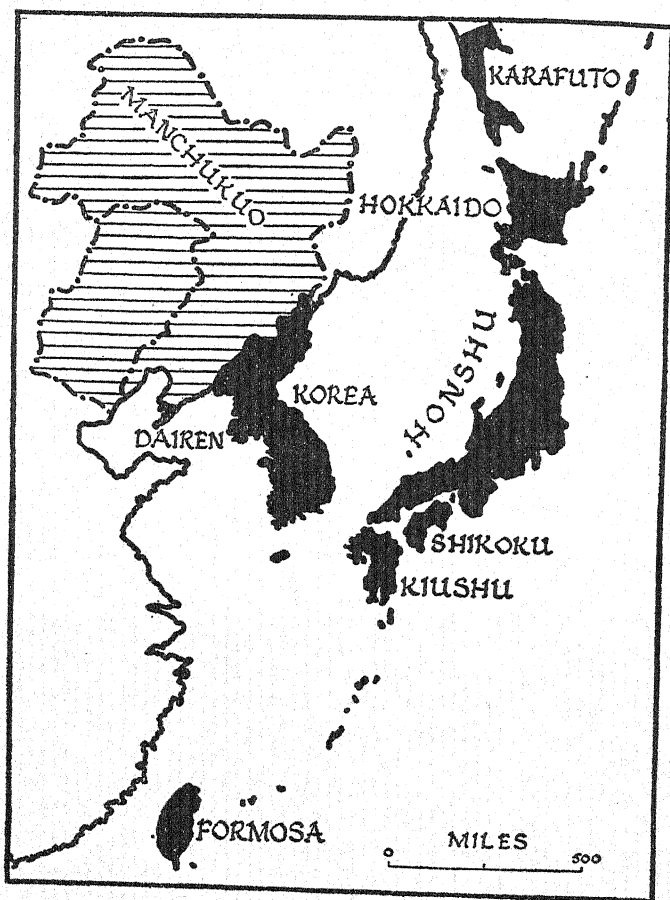 KARAFUTO
MANCHUKUO
HOKKAIDO
HONSHU
KOREA
DAIREN
SHIKOKU
KIUSHU
FORMOSA
MILES
0 500